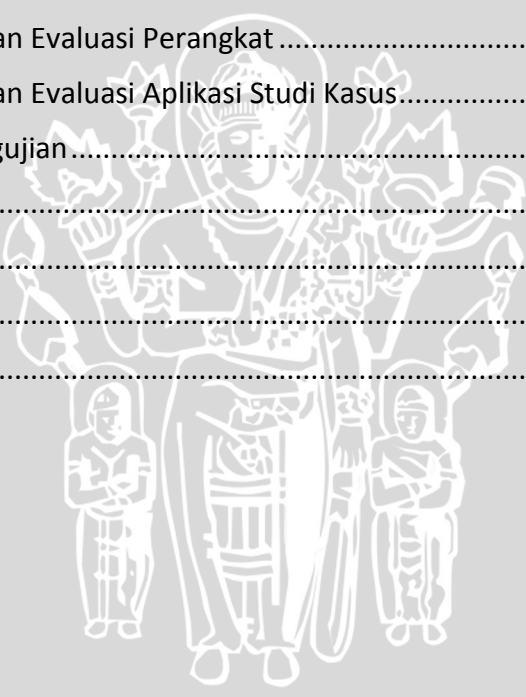 an Evaluasi Perangkat ..................................
an Evaluasi Aplikasi Studi Kasus..................
gujian............................................................
.....................................................................
.....................................................................
.....................................................................
.....................................................................